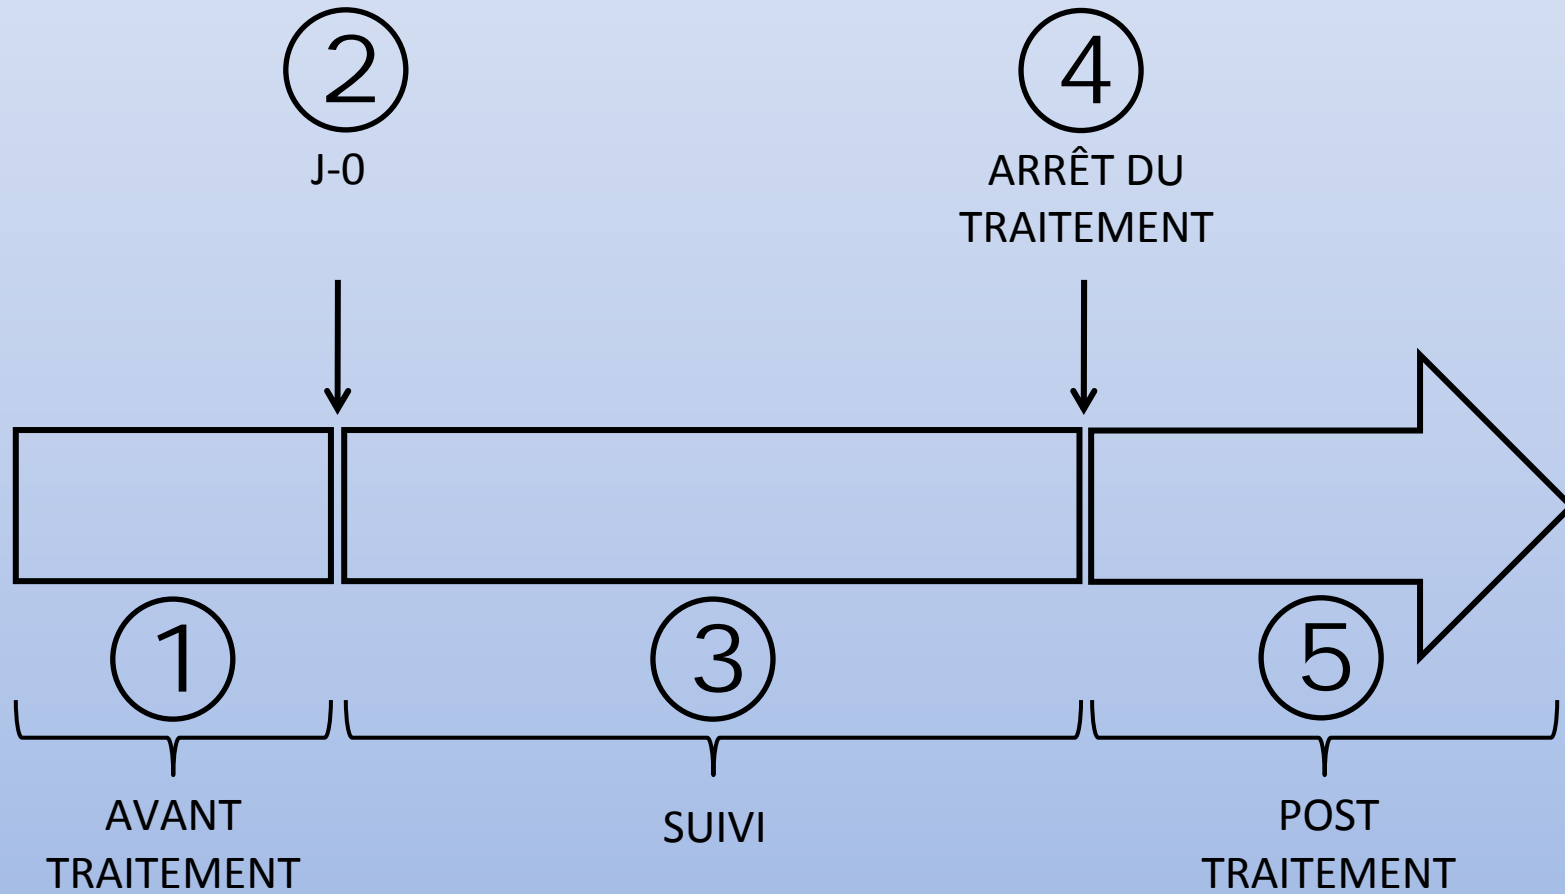 2
J-0
4
ARRÊT DU
TRAITEMENT
1
AVANT
TRAITEMENT
3
SUIVI
5
POST
TRAITEMENT